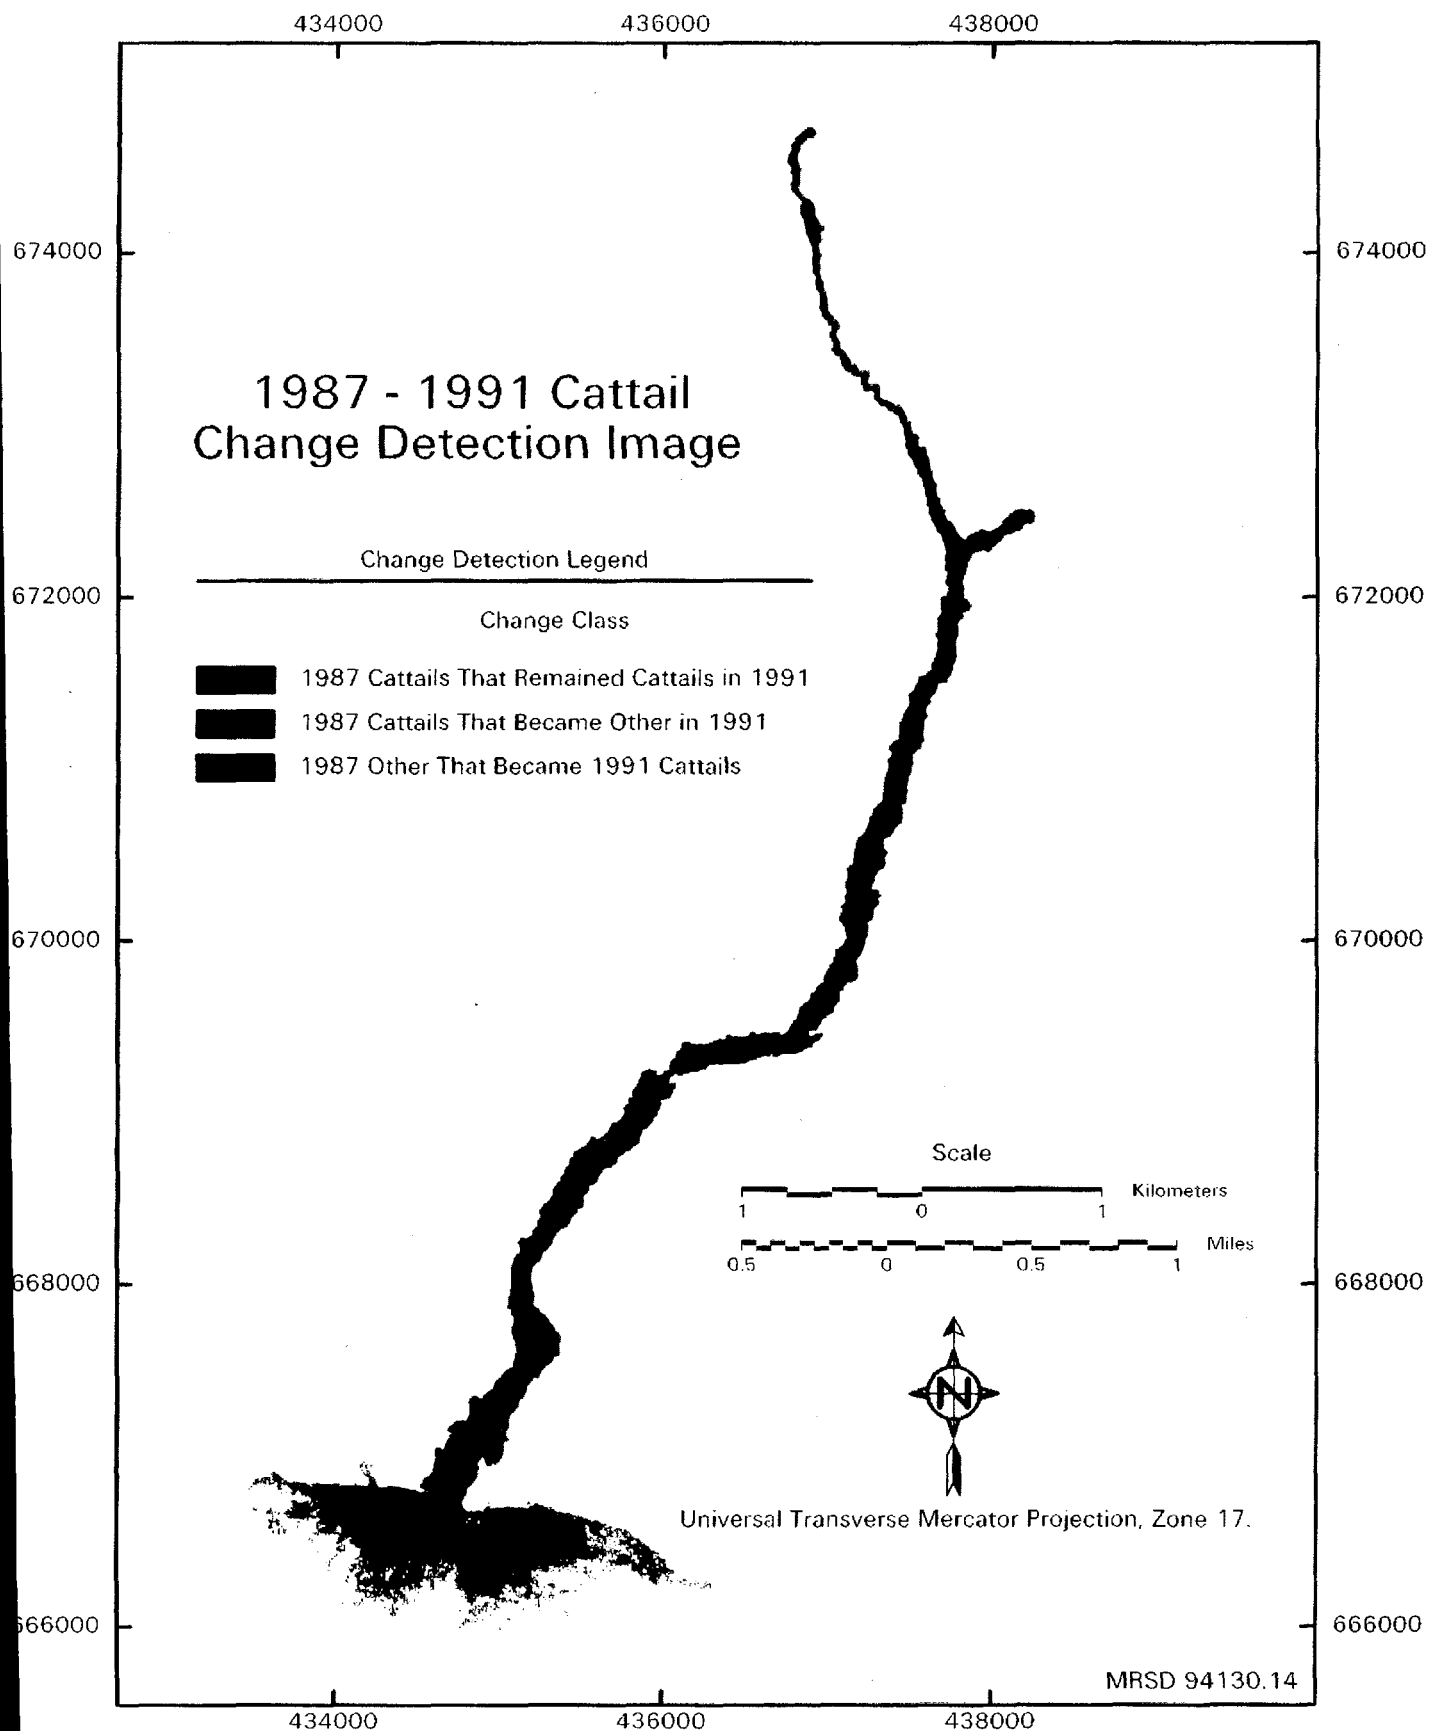 434000 436000 438000
674000 674000
1987 - 1991 Cattail
Change Detection Image
Change Detection Legend
672000 672000
Change Class
1987 Cattails That Remained Cattails in 1991
1987 Cattails That Became Other in 1991
1987 Other That Became 1991 Cattails
670000 670000
Scale
Kilometers
1 0 1
Miles
0.5 0 0.5 1
668000 668000
N
Universal Transverse Mercator Projection, Zone 17.
666000 666000
MRSD 94130.14
434000 436000 438000